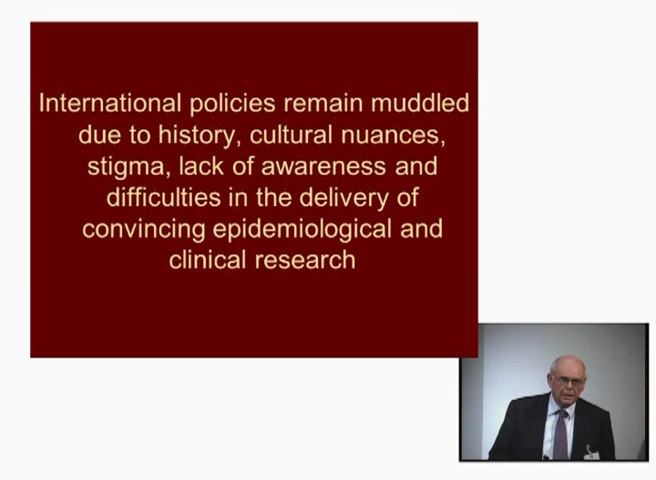 International policies remain muddled
due to history, cultural nuances,
stigma, lack of awareness and
difficulties in the delivery of
convincing epidemiological and
clinical research